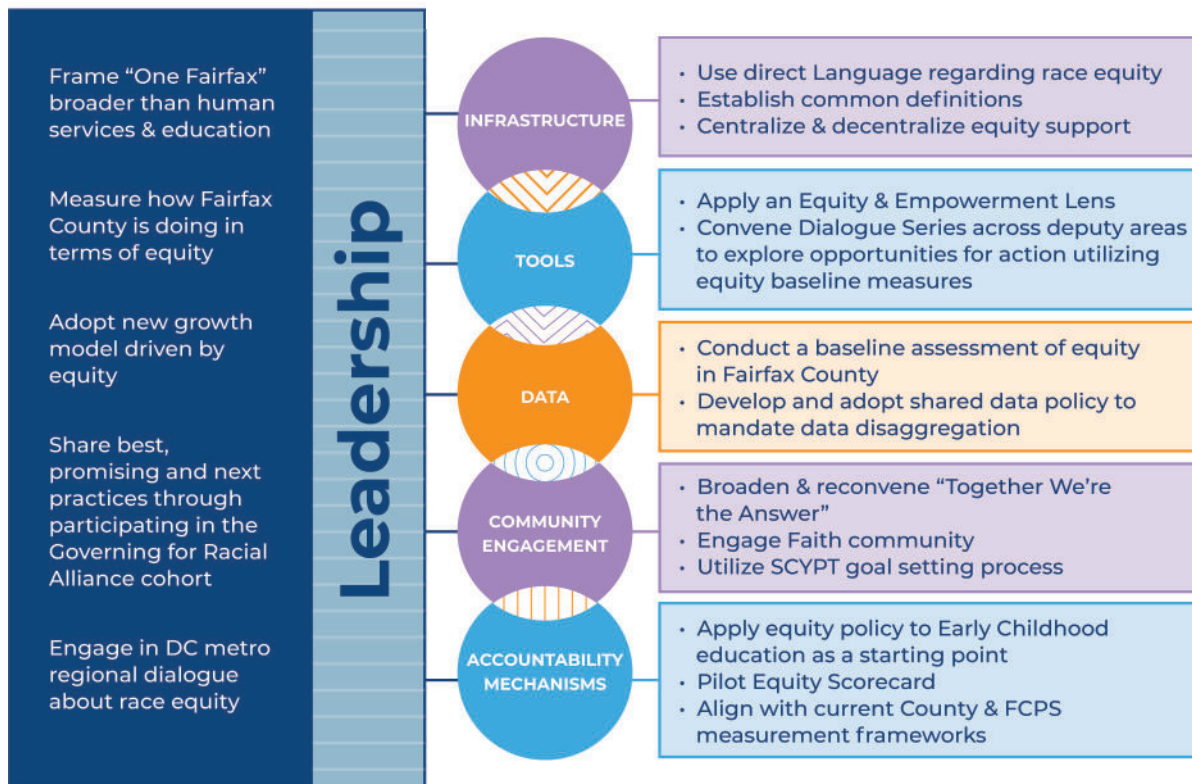 Frame “One Fairfax”
broader than human
services & education
Measure how Fairfax
County is doing in
terms of equity
Adopt new growth
model driven by
equity
Share best,
promising and next
practices through
participating in the
Governing for Racial
Alliance cohort
Engage in DC metro
regional dialogue
about race equity
Leadership
INFRASTRUCTURE
• Use direct Language regarding race equity
• Establish common definitions
• Centralize & decentralize equity support
TOOLS
• Apply an Equity & Empowerment Lens
• Convene Dialogue Series across deputy areas
to explore opportunities for action utilizing
equity baseline measures
DATA
• Conduct a baseline assessment of equity
in Fairfax County
• Develop and adopt shared data policy to
mandate data disaggregation
COMMUNITY
ENGAGEMENT
• Broaden & reconvene “Together We’re
the Answer”
• Engage Faith community
• Utilize SCYPT goal setting process
ACCOUNTABILITY
MECHANISMS
• Apply equity policy to Early Childhood
education as a starting point
• Pilot Equity Scorecard
• Align with current County & FCPS
measurement frameworks